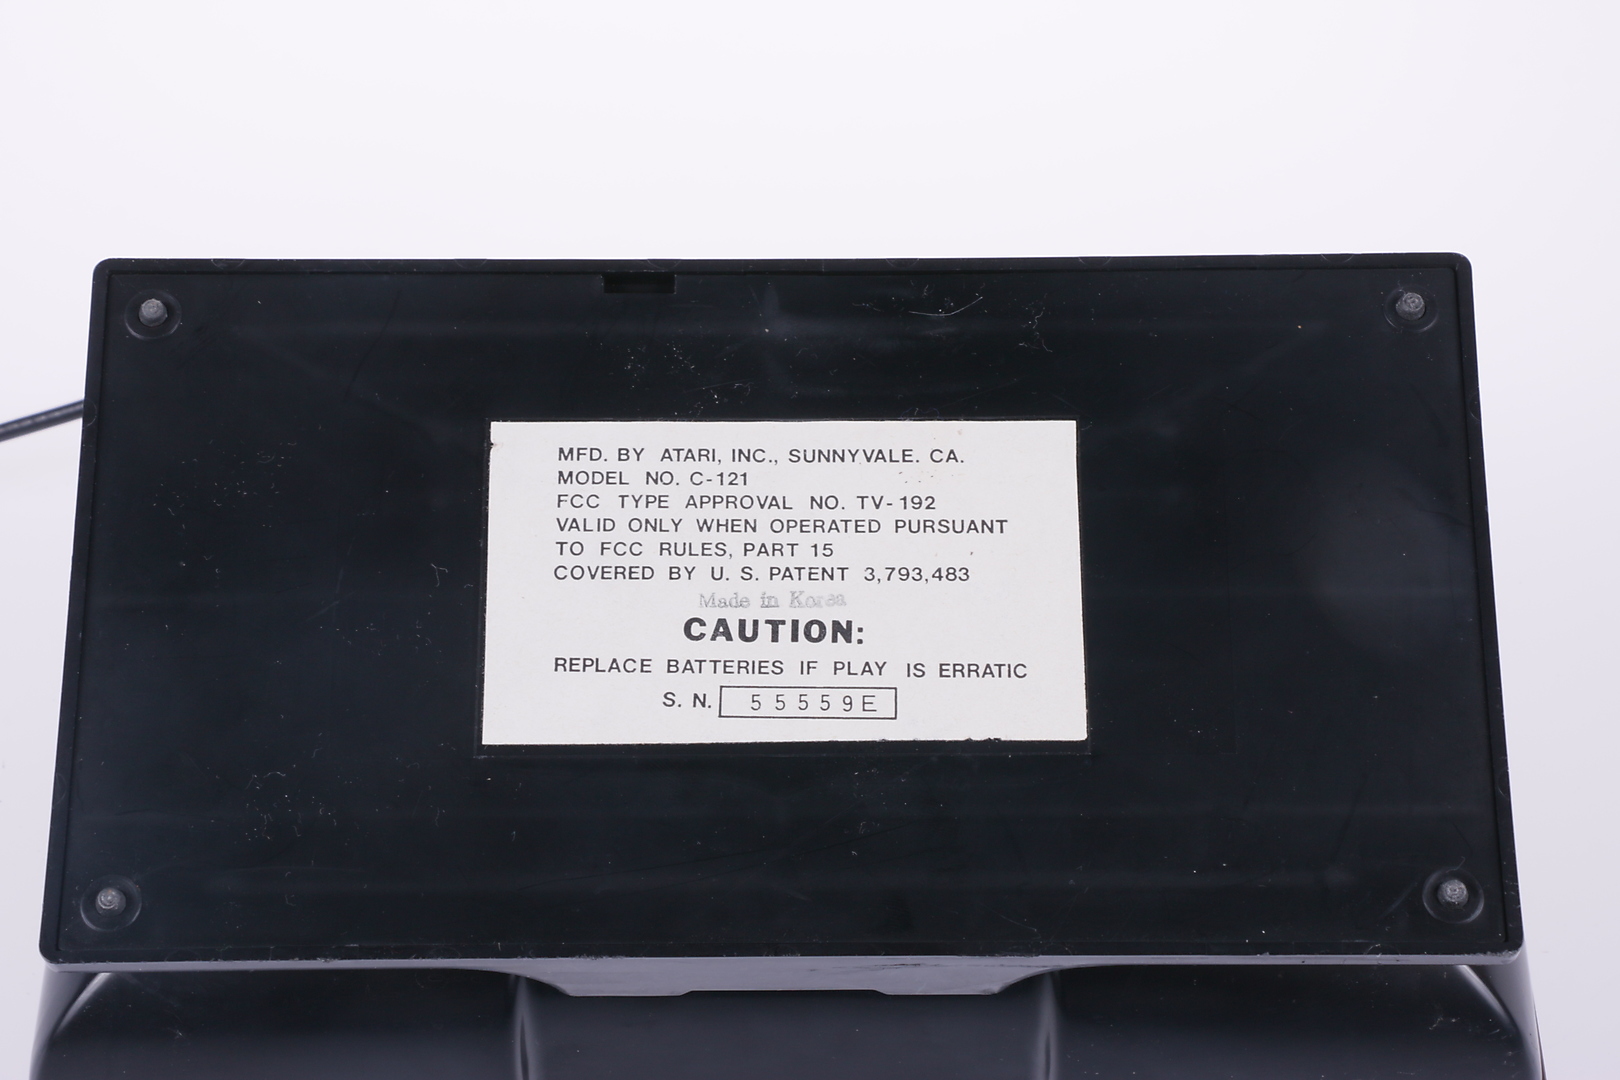 MFD. BY ATARI, INC., SUNNYVALE. CA.
MODEL NO. C-121
FCC TYPE APPROVAL NO. TV-192
VALID ONLY WHEN OPERATED PURSUANT
TO FCC RULES, PART 15
COVERED BY U. S. PATENT 3,793,483
Made in Korea
CAUTION:
REPLACE BATTERIES IF PLAY IS ERRATIC
S. N. 55559E